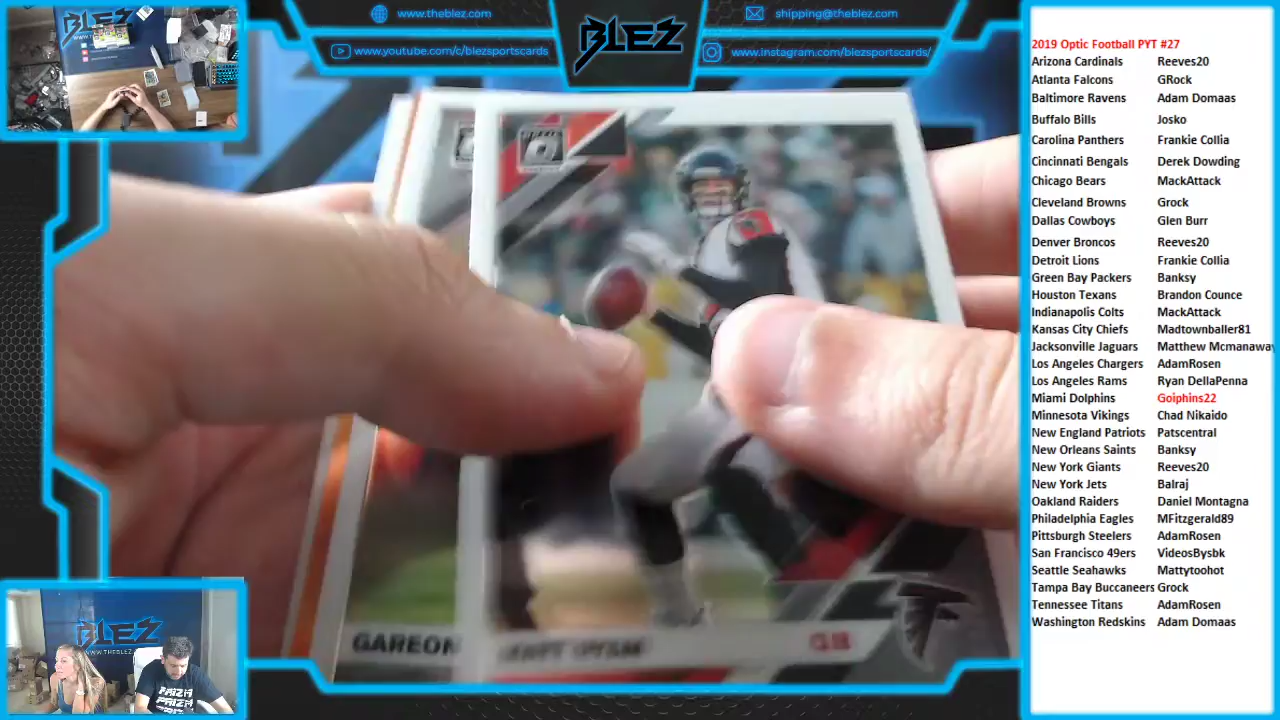 www.theblez.com
www.youtube.com/c/blezsportscards
BLEZ
shipping@theblez.com
www.instagram.com/blezsportscards/
BLEZ
GAREON
MATT RYAN
QB
BLEZ
PRIZM
PRIZM
2019 Optic Football PYT #27
Arizona Cardinals Reeves20
Atlanta Falcons GRock
Baltimore Ravens Adam Domaas
Buffalo Bills Josko
Carolina Panthers Frankie Collia
Cincinnati Bengals Derek Dowding
Chicago Bears MackAttack
Cleveland Browns Grock
Dallas Cowboys Glen Burr
Denver Broncos Reeves20
Detroit Lions Frankie Collia
Green Bay Packers Banksy
Houston Texans Brandon Counce
Indianapolis Colts MackAttack
Kansas City Chiefs Madtownballer81
Jacksonville Jaguars Matthew Mcmanaway
Los Angeles Chargers AdamRosen
Los Angeles Rams Ryan DellaPenna
Miami Dolphins Goiphins22
Minnesota Vikings Chad Nikaido
New England Patriots Patscentral
New Orleans Saints Banksy
New York Giants Reeves20
New York Jets Balraj
Oakland Raiders Daniel Montagna
Philadelphia Eagles MFitzgerald89
Pittsburgh Steelers AdamRosen
San Francisco 49ers VideosBysbk
Seattle Seahawks Mattytoohot
Tampa Bay Buccaneers Grock
Tennessee Titans AdamRosen
Washington Redskins Adam Domaas